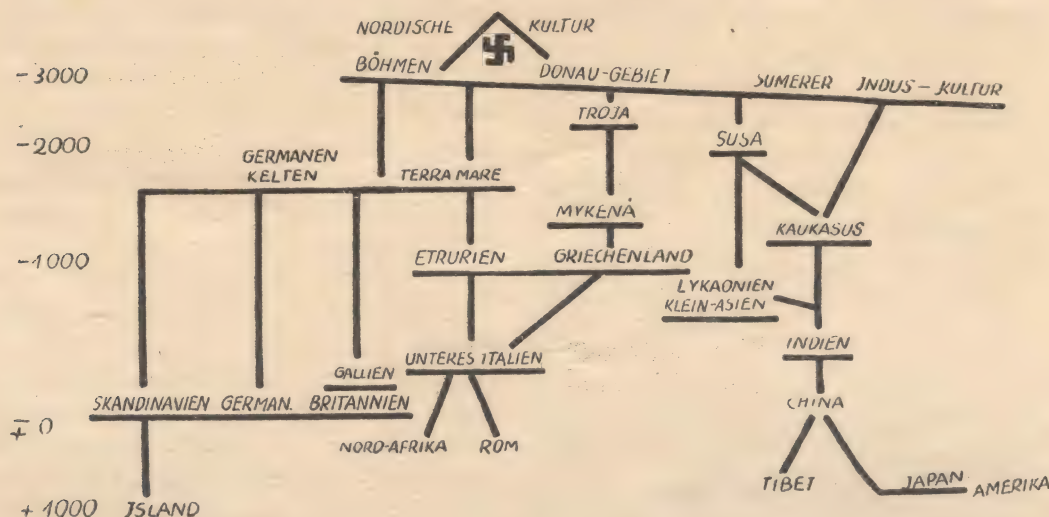 NORDISCHE KULTUR
BÖHMEN DONAU-GEBIET SUMERER JNDUS-KULTUR
-3000
TROJA
-2000
SUSA
GERMANEN
KELTEN TERRA MARE
MYKENÄ
KAUKASUS
-1000
ETRURIEN GRIECHENLAND
LYKAONIEN
KLEIN-ASIEN
JNDIEN
UNTERES ITALIEN
GALLIEN
SKANDINAVIEN GERMAN. BRITANNIEN
CHINA
∓ 0
NORD-AFRIKA ROM
TIBET JAPAN AMERIKA
+1000 JSLAND